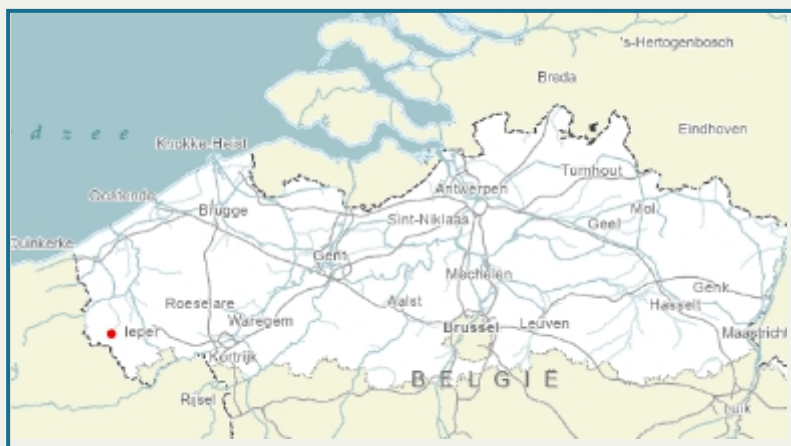 's-Hertogenbosch
Breda
d z e e
Eindhoven
Knokke-Heist
Turnhout
Antwerpen
Oostende
Brugge
Sint-Niklaas
Mol
Geel
Duinkerke
Gent
Mechelen
Genk
Roeselare
Aalst
Hasselt
Ieper
Waregem
Brussel
Leuven
Maastricht
Kortrijk
BELGIË
Rijsel
Luik